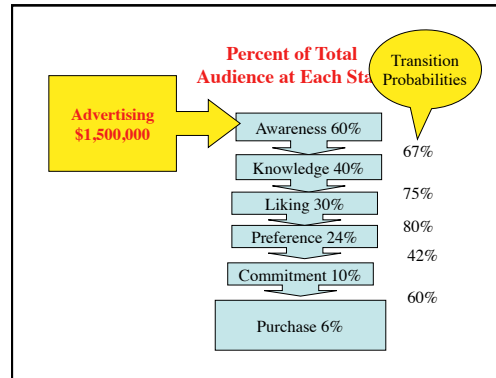 Percent of Total
Audience at Each Sta
Transition
Probabilities
Advertising
$1,500,000
Awareness 60%
67%
Knowledge 40%
75%
Liking 30%
80%
Preference 24%
42%
Commitment 10%
60%
Purchase 6%